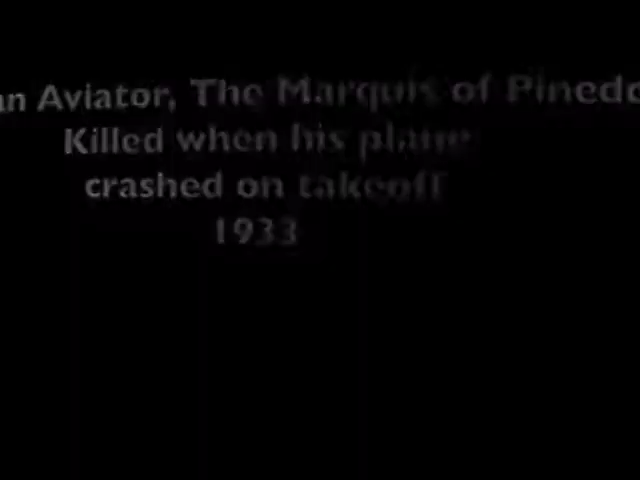 an Aviator, The Marquis of Pinedo
Killed when his plane
crashed on takeoff
1933